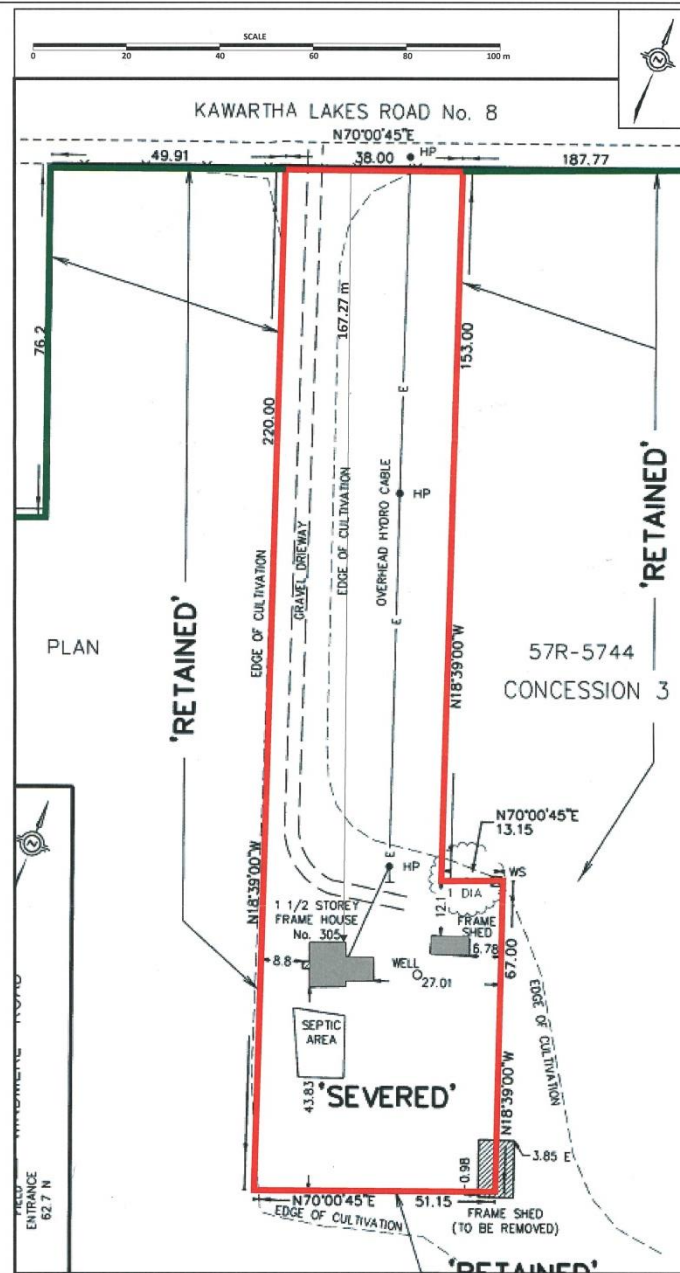 SCALE
0 20 40 60 80 100 m
N
KAWARTHA LAKES ROAD No. 8
N70°00'45"E
49.91 38.00 HP 187.77
76.2
167.27 m
153.00
220.00
'RETAINED'
'RETAINED'
E
HP
EDGE OF CULTIVATION
GRAVEL DRIEWAY
EDGE OF CULTIVATION
OVERHEAD HYDRO CABLE
E
PLAN
57R-5744
CONCESSION 3
N18°39'00"W
N70°00'45"E
13.15
N
E HP
WS
1 DIA
N18°39'00"W
1 1/2 STOREY
FRAME HOUSE
No. 305
12.1
FRAME
SHED
6.78
67.00
8.8
WELL
27.01
SEPTIC
AREA
EDGE OF CULTIVATION
43.83
'SEVERED'
N18°39'00"W
ROAD
ENTRANCE
62.7 N
0.98
3.85 E
N70°00'45"E 51.15
EDGE OF CULTIVATION
FRAME SHED
(TO BE REMOVED)
'RETAINED'